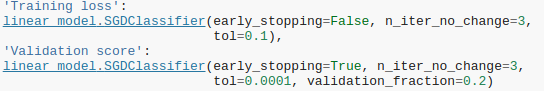 'Training loss':
linear_model.SGDClassifier(early_stopping=False, n_iter_no_change=3,
tol=0.1),
'Validation score':
linear_model.SGDClassifier(early_stopping=True, n_iter_no_change=3,
tol=0.0001, validation_fraction=0.2)